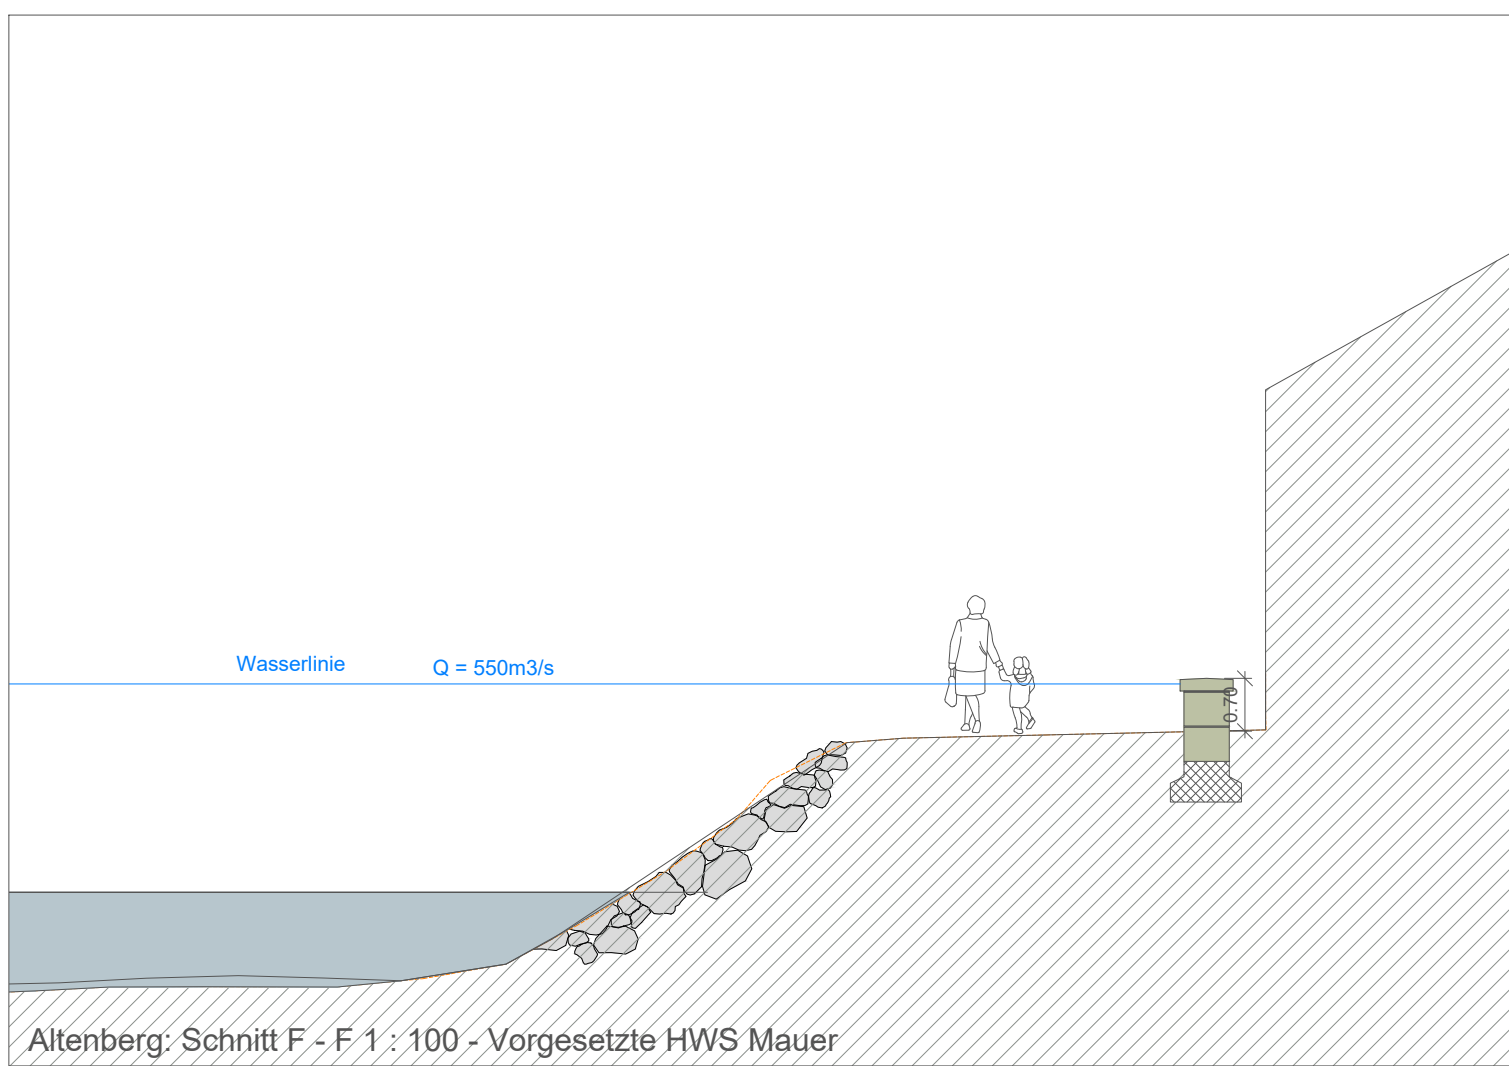 Wasserlinie
Q = 550m3/s
0.70
Altenberg: Schnitt F - F 1 : 100 - Vorgesetzte HWS Mauer